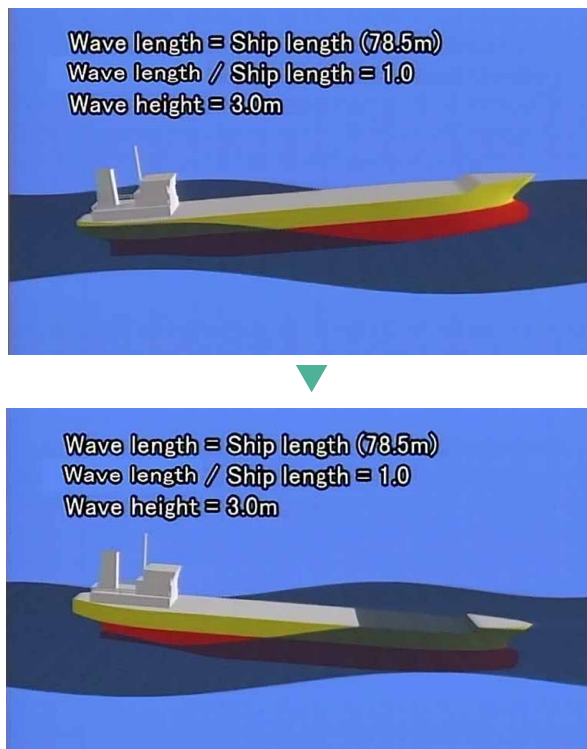 Wave length = Ship length (78.5m)
Wave length / Ship length = 1.0
Wave height = 3.0m
Wave length = Ship length (78.5m)
Wave length / Ship length = 1.0
Wave height = 3.0m